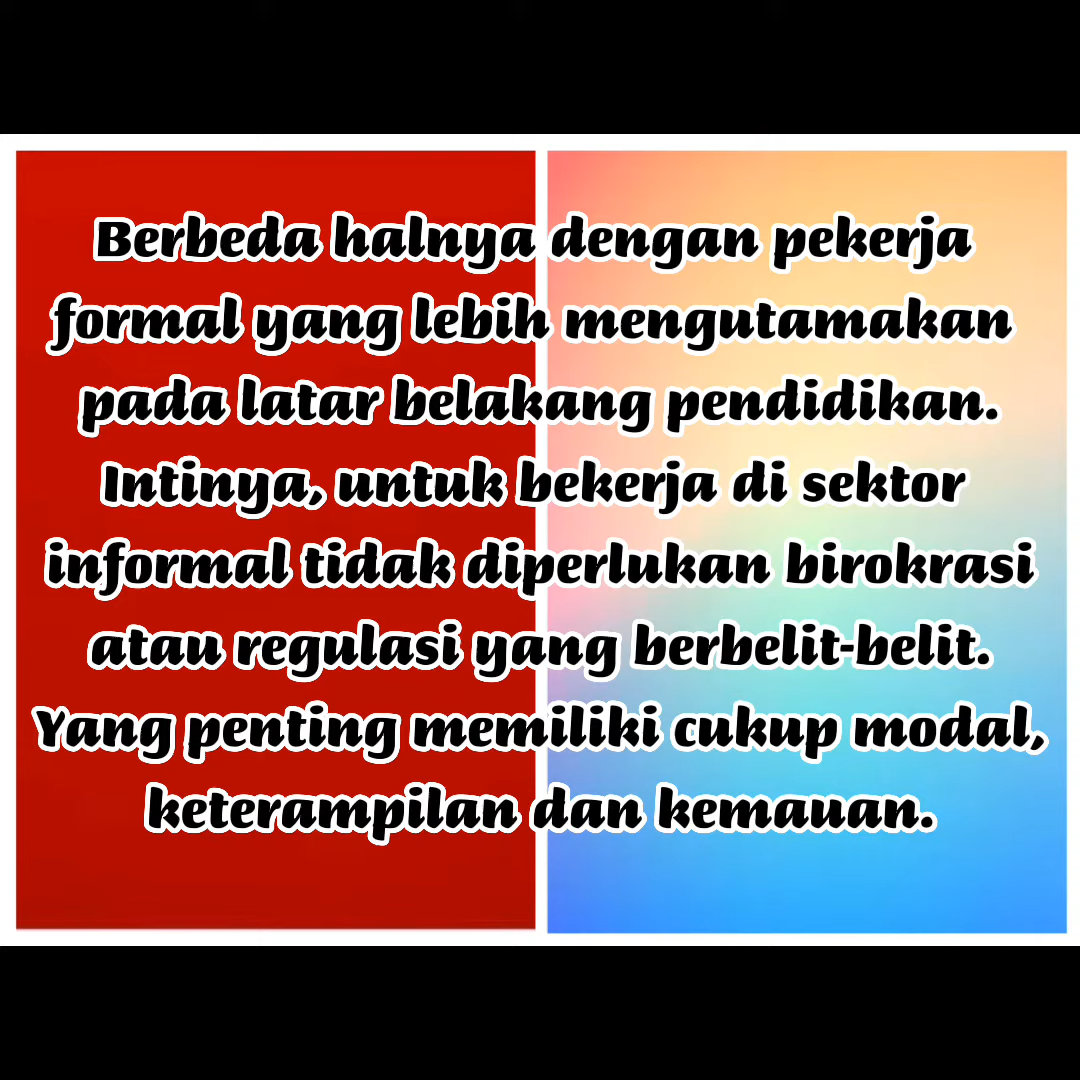 Berbeda halnya dengan pekerja
formal yang lebih mengutamakan
pada latar belakang pendidikan.
Intinya, untuk bekerja di sektor
informal tidak diperlukan birokrasi
atau regulasi yang berbelit-belit.
Yang penting memiliki cukup modal,
keterampilan dan kemauan.